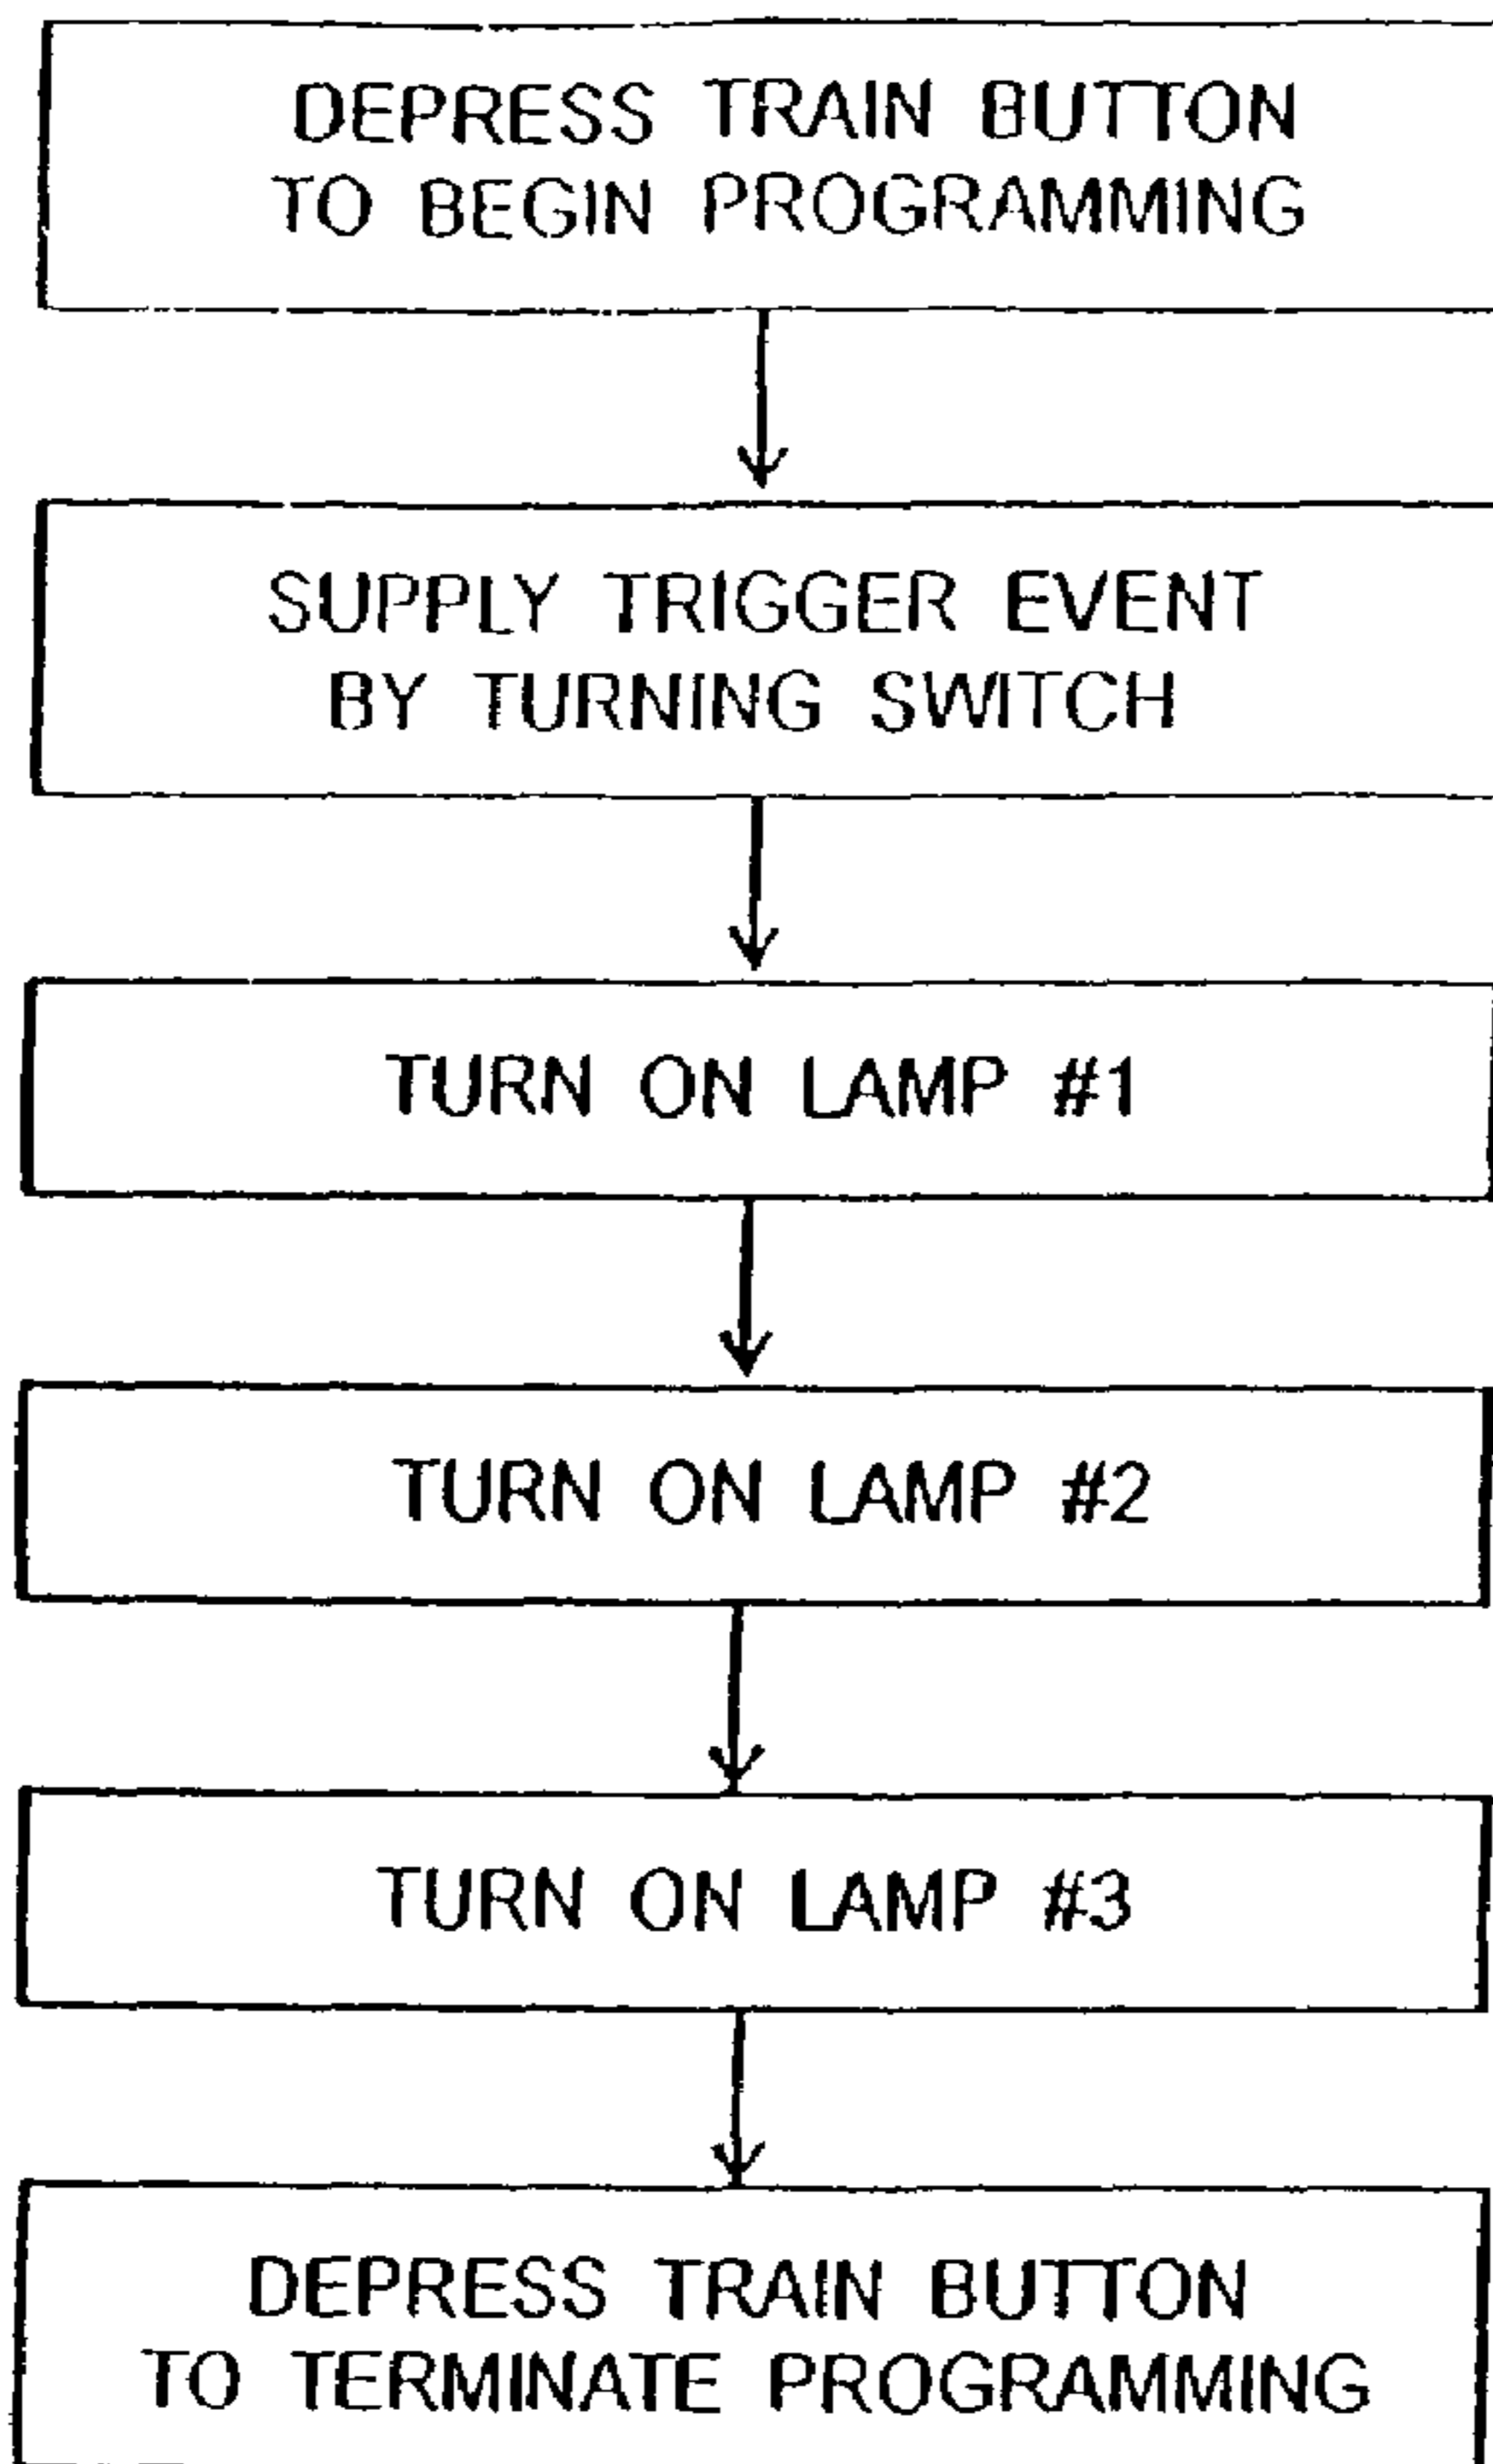 DEPRESS TRAIN BUTTON
TO BEGIN PROGRAMMING
SUPPLY TRIGGER EVENT
BY TURNING SWITCH
TURN ON LAMP #1
TURN ON LAMP #2
TURN ON LAMP #3
DEPRESS TRAIN BUTTON
TO TERMINATE PROGRAMMING